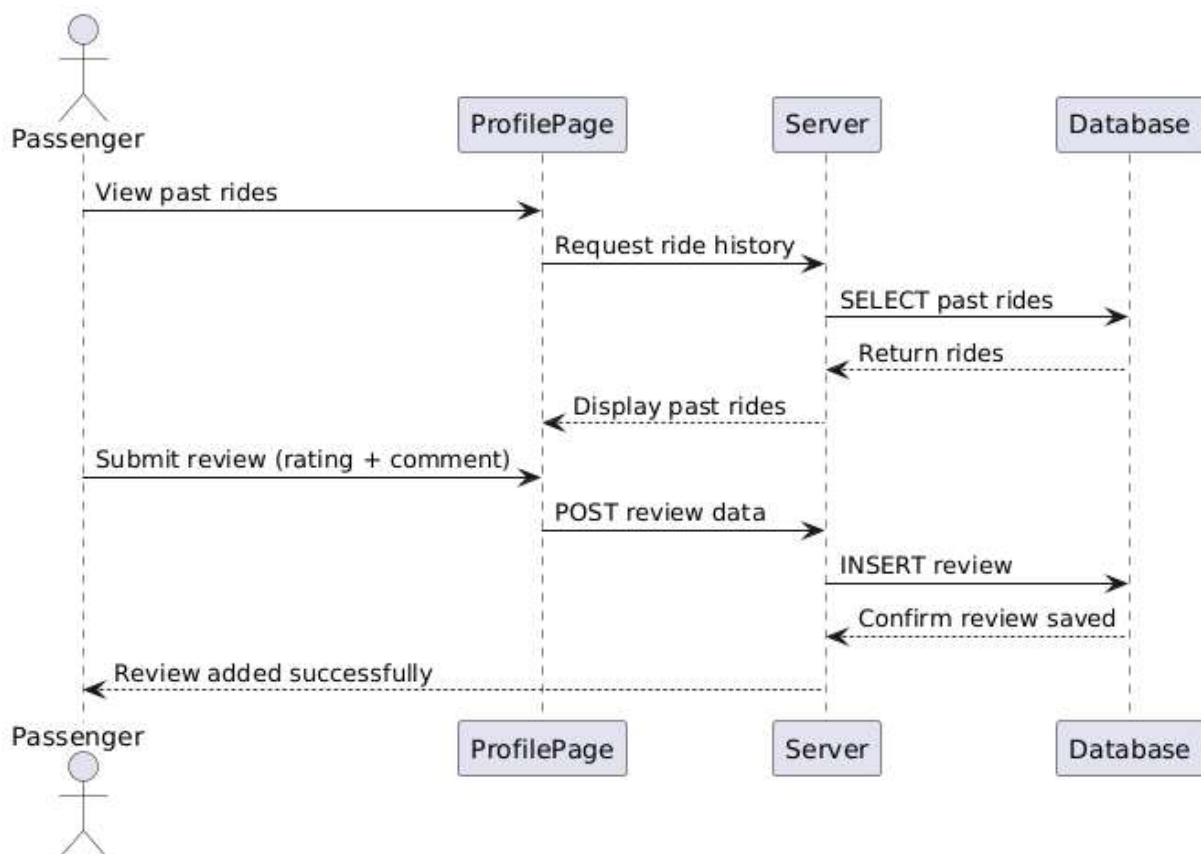 Passenger
ProfilePage
Server
Database
View past rides
Request ride history
SELECT past rides
Return rides
Display past rides
Submit review (rating + comment)
POST review data
INSERT review
Confirm review saved
Review added successfully
Passenger
ProfilePage
Server
Database